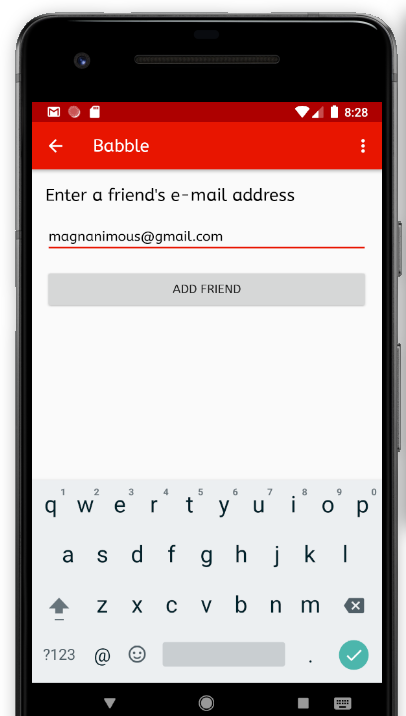 8:28
Babble
Enter a friend's e-mail address
magnanimous@gmail.com
ADD FRIEND
1 2 3 4 5 6 7 8 9 0
q w e r t y u i o p
a s d f g h j k l
z x c v b n m
?123 @ .